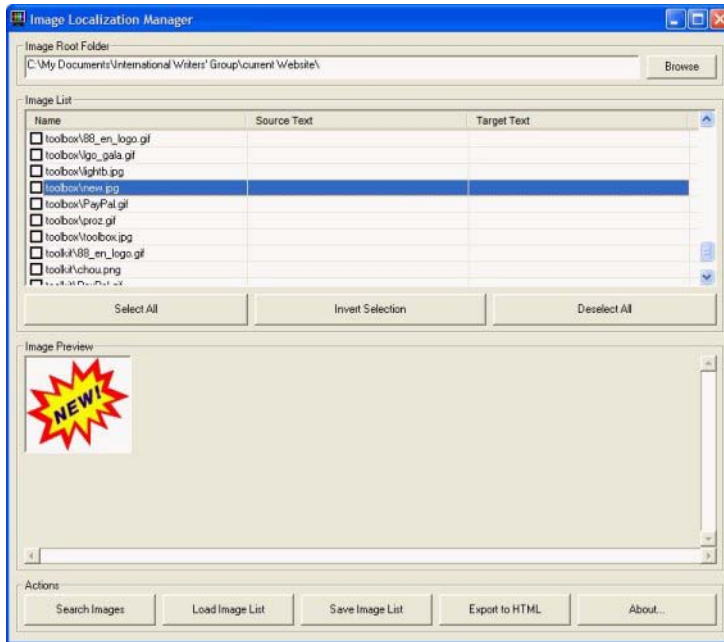 Image Localization Manager
Image Root Folder
C:\My Documents\International Writers' Group\current Website\
Browse
Image List
Name Source Text Target Text
toolbox\88_en_logo.gif
toolbox\lgo_gala.gif
toolbox\lightb.jpg
toolbox\new.jpg
toolbox\PayPal.gif
toolbox\proz.gif
toolbox\toolbox.jpg
toolkit\88_en_logo.gif
toolkit\chou.png
toolkit\PayPal.gif
Select All Invert Selection Deselect All
Image Preview
NEW!
Actions
Search Images Load Image List Save Image List Export to HTML About...